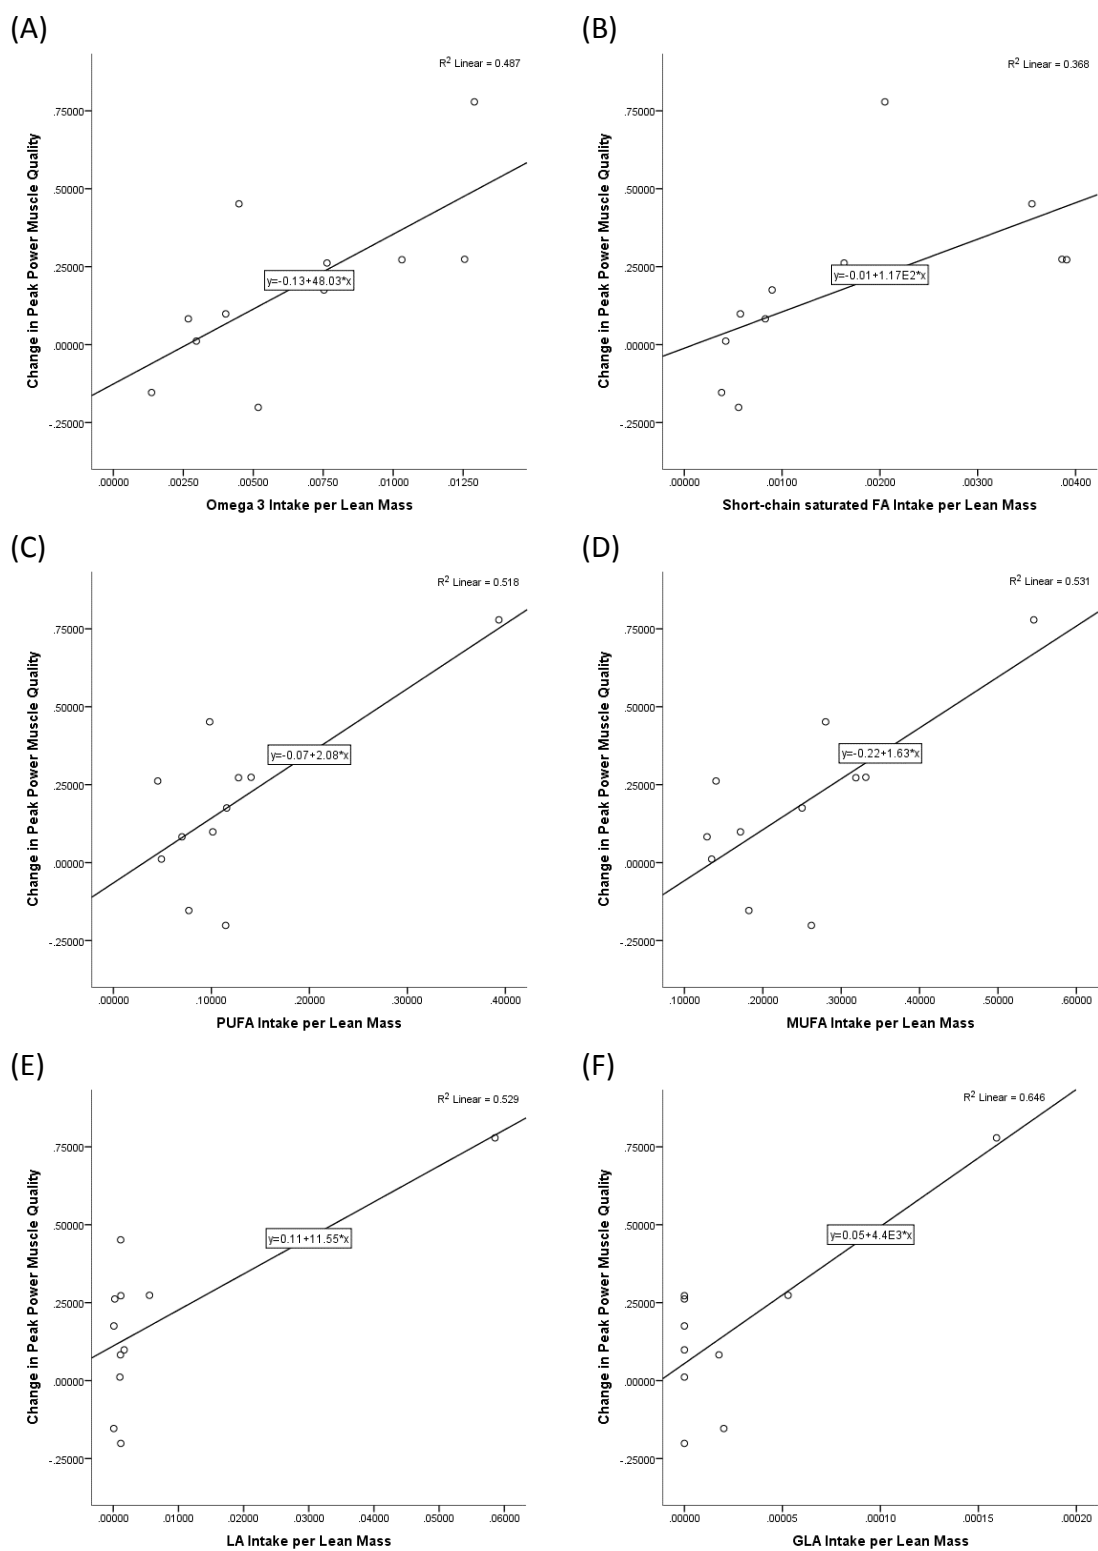 (A)
R² Linear = 0.487
Change in Peak Power Muscle Quality
.75000
.50000
.25000
.00000
-.25000
y=-0.13+48.03*x
.00000 .00250 .00500 .00750 .01000 .01250
Omega 3 Intake per Lean Mass
(B)
R² Linear = 0.368
Change in Peak Power Muscle Quality
.75000
.50000
.25000
.00000
-.25000
y=-0.01+1.17E2*x
.00000 .00100 .00200 .00300 .00400
Short-chain saturated FA Intake per Lean Mass
(C)
R² Linear = 0.518
Change in Peak Power Muscle Quality
.75000
.50000
.25000
.00000
-.25000
y=-0.07+2.08*x
.00000 .10000 .20000 .30000 .40000
PUFA Intake per Lean Mass
(D)
R² Linear = 0.531
Change in Peak Power Muscle Quality
.75000
.50000
.25000
.00000
-.25000
y=-0.22+1.63*x
.10000 .20000 .30000 .40000 .50000 .60000
MUFA Intake per Lean Mass
(E)
R² Linear = 0.529
Change in Peak Power Muscle Quality
.75000
.50000
.25000
.00000
-.25000
y=0.11+11.55*x
.00000 .01000 .02000 .03000 .04000 .05000 .06000
LA Intake per Lean Mass
(F)
R² Linear = 0.646
Change in Peak Power Muscle Quality
.75000
.50000
.25000
.00000
-.25000
y=0.05+4.4E3*x
.00000 .00005 .00010 .00015 .00020
GLA Intake per Lean Mass